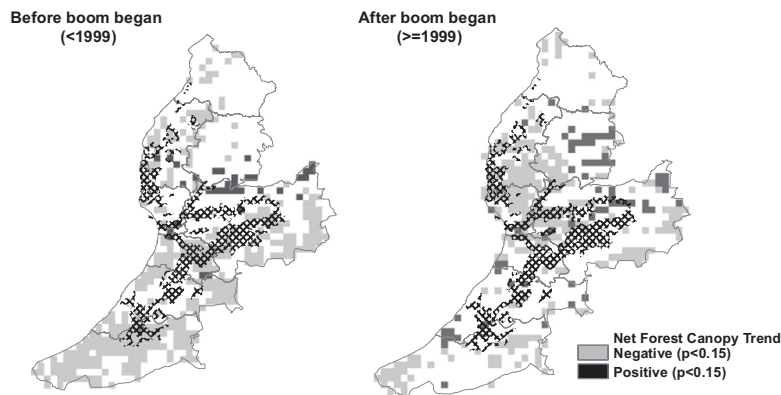 Before boom began
(<1999)
After boom began
(>=1999)
Net Forest Canopy Trend
Negative (p<0.15)
Positive (p<0.15)